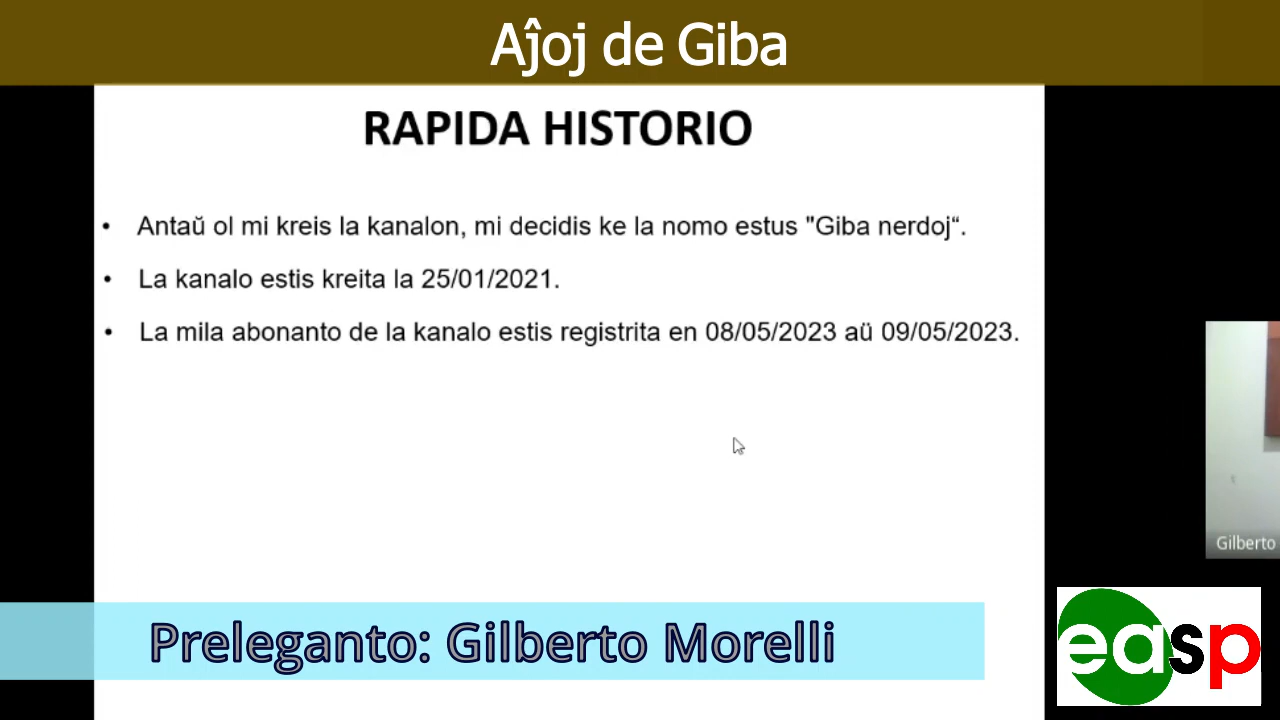 Aĵoj de Giba
RAPIDA HISTORIO
• Antaŭ ol mi kreis la kanalon, mi decidis ke la nomo estus "Giba nerdoj“.
• La kanalo estis kreita la 25/01/2021.
• La mila abonanto de la kanalo estis registrita en 08/05/2023 aü 09/05/2023.
Gilberto
Preleganto: Gilberto Morelli
easp